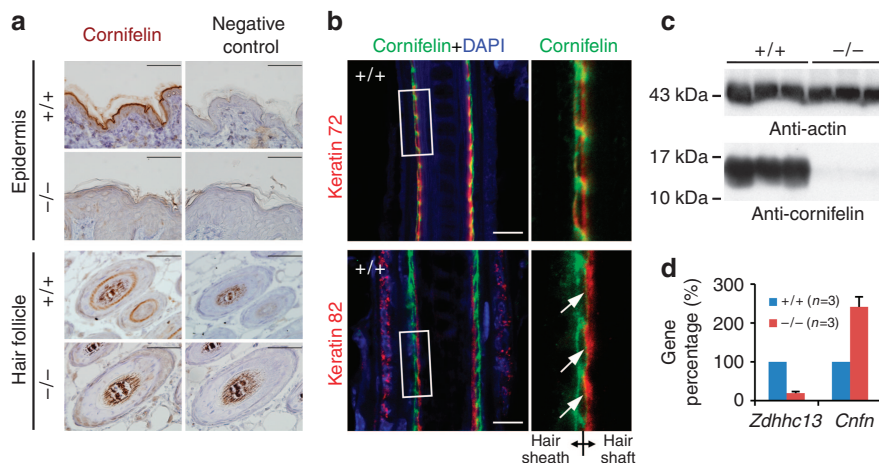 a
Cornifelin
Negative
control
Epidermis
+/+
−/−
Hair follicle
+/+
−/−
b
Cornifelin+DAPI
Cornifelin
Keratin 72
+/+
Keratin 82
+/+
Hair
sheath
Hair
shaft
c
+/+
−/−
43 kDa
Anti-actin
17 kDa
10 kDa
Anti-cornifelin
d
Gene
percentage (%)
300
200
100
0
+/+ (n=3)
−/− (n=3)
Zdhhc13
Cnfn